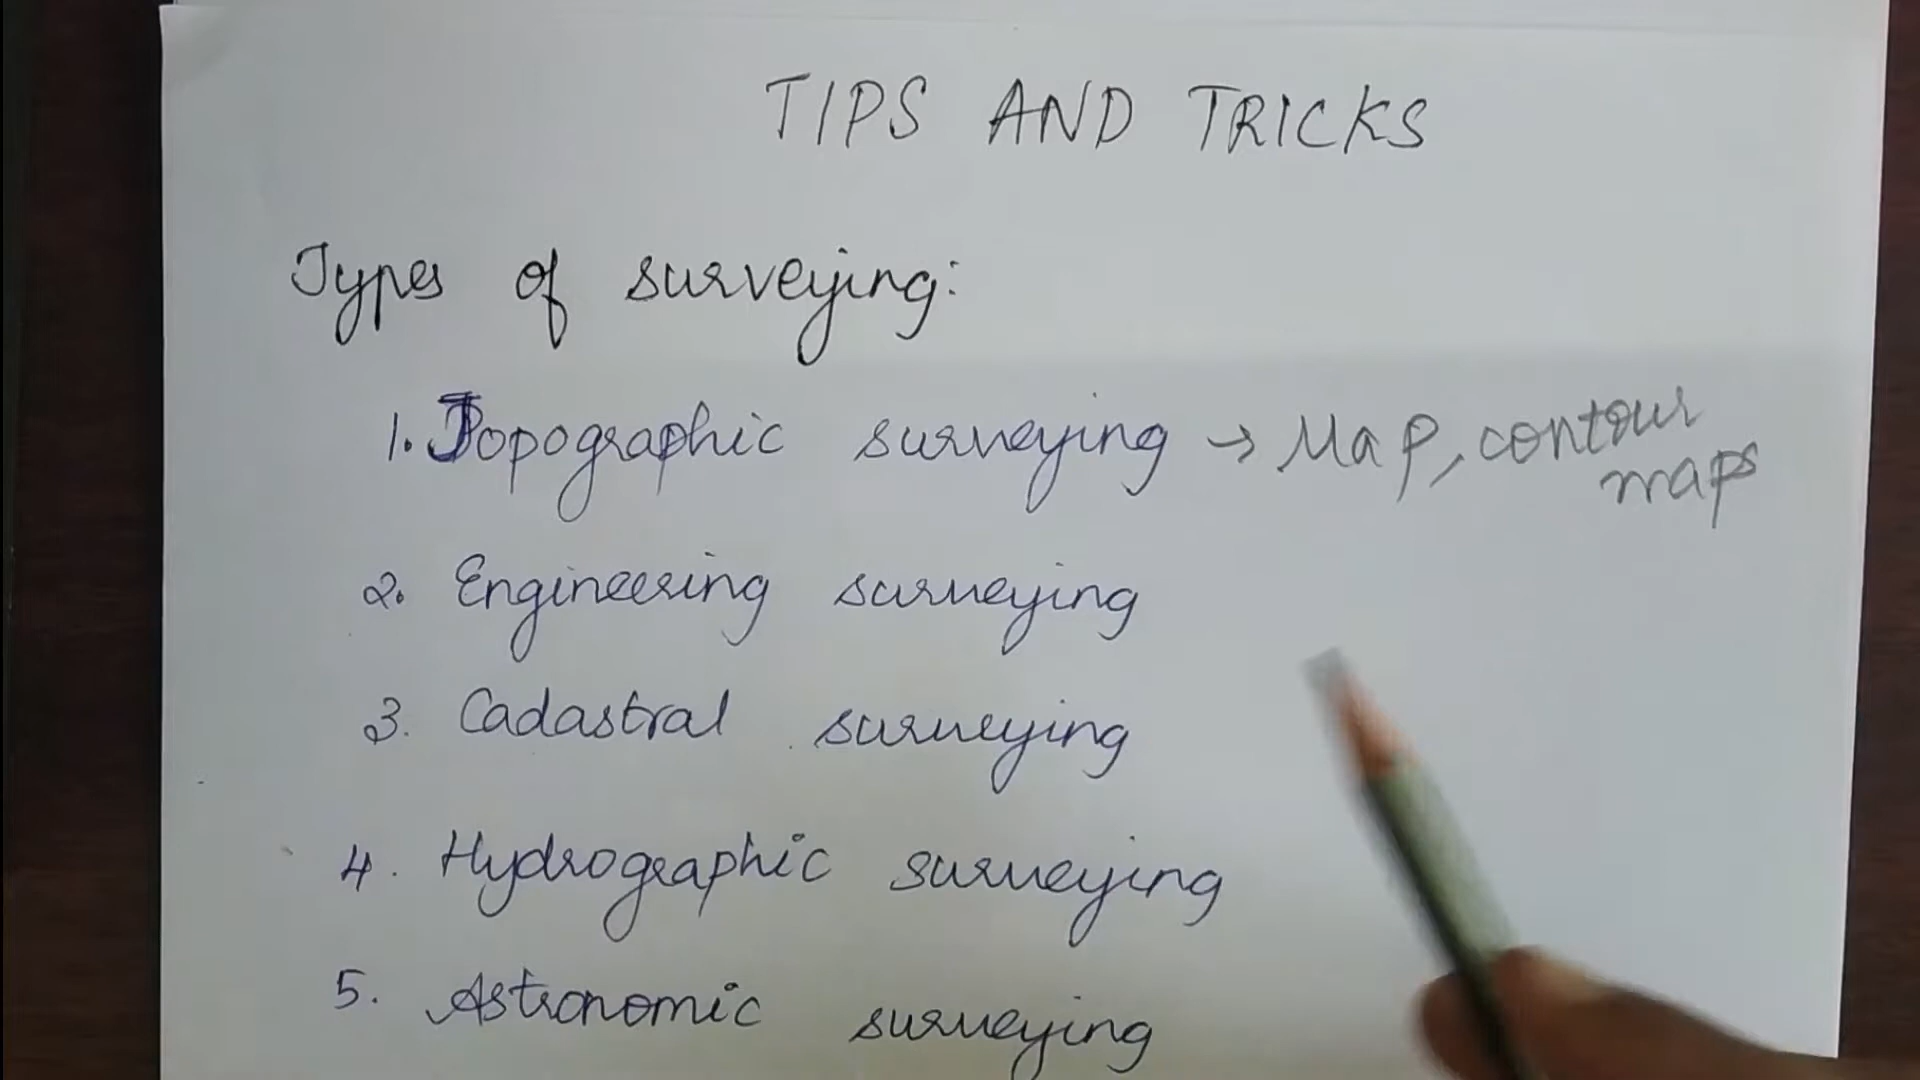 TIPS AND TRICKS
Types of surveying:
1. Topographic surveying → Map, contour
maps
2. Engineering surveying
3. Cadastral surveying
4. Hydrographic surveying
5. Astronomic surveying